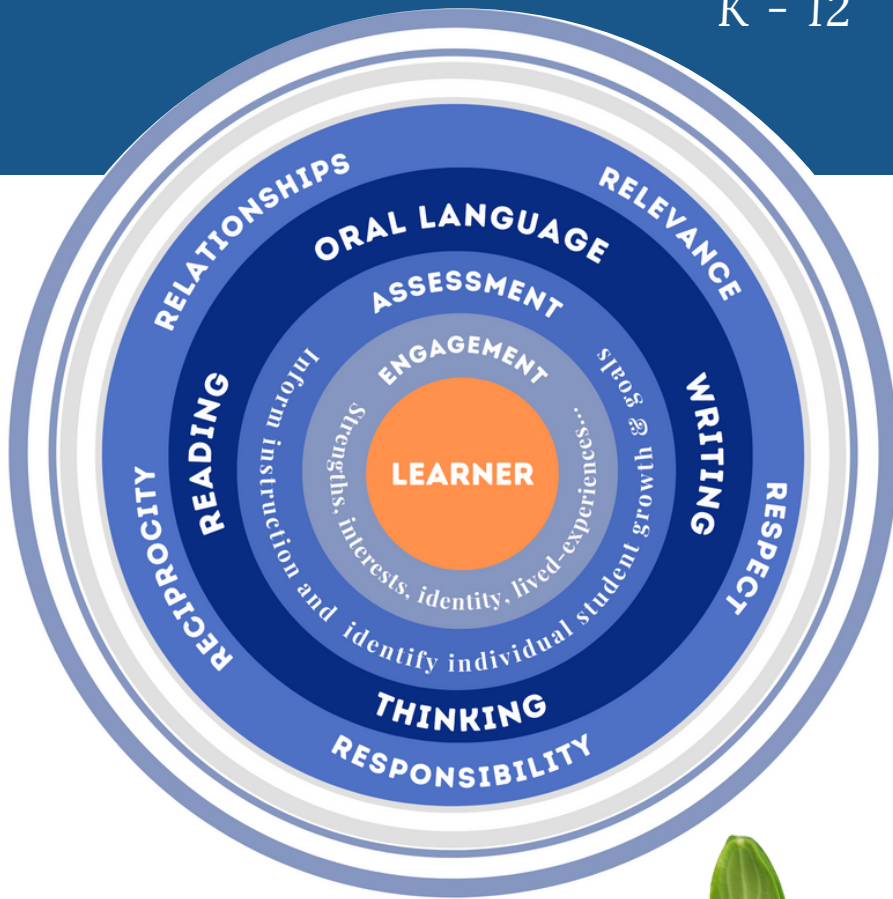 K - 12
RELATIONSHIPS
RELEVANCE
RESPECT
RESPONSIBILITY
RECIPROCITY
ORAL LANGUAGE
WRITING
THINKING
READING
ASSESSMENT
Inform instruction and identify individual student growth & goals
ENGAGEMENT
Strengths, interests, identity, lived-experiences...
LEARNER